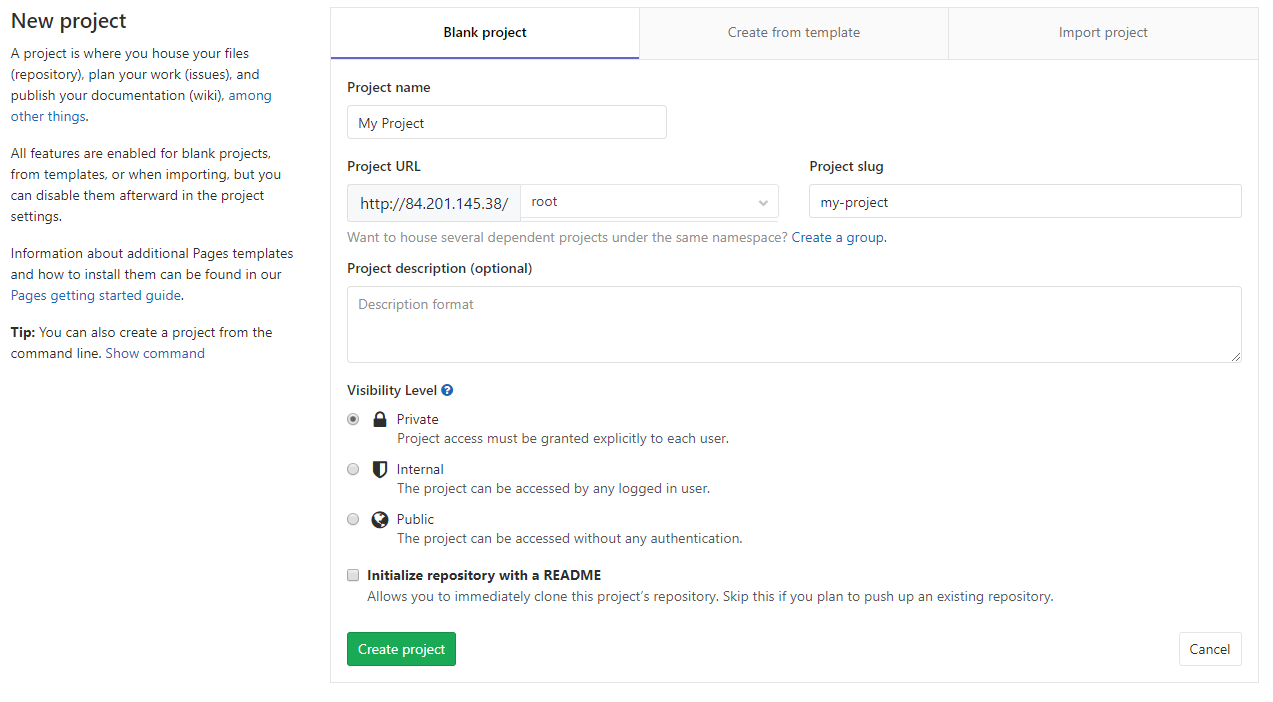 New project
A project is where you house your files
(repository), plan your work (issues), and
publish your documentation (wiki), among
other things.
All features are enabled for blank projects,
from templates, or when importing, but you
can disable them afterward in the project
settings.
Information about additional Pages templates
and how to install them can be found in our
Pages getting started guide.
Tip: You can also create a project from the
command line. Show command
Blank project
Create from template
Import project
Project name
My Project
Project URL
http://84.201.145.38/
root
Project slug
my-project
Want to house several dependent projects under the same namespace? Create a group.
Project description (optional)
Description format
Visibility Level
Private
Project access must be granted explicitly to each user.
Internal
The project can be accessed by any logged in user.
Public
The project can be accessed without any authentication.
Initialize repository with a README
Allows you to immediately clone this project’s repository. Skip this if you plan to push up an existing repository.
Create project
Cancel